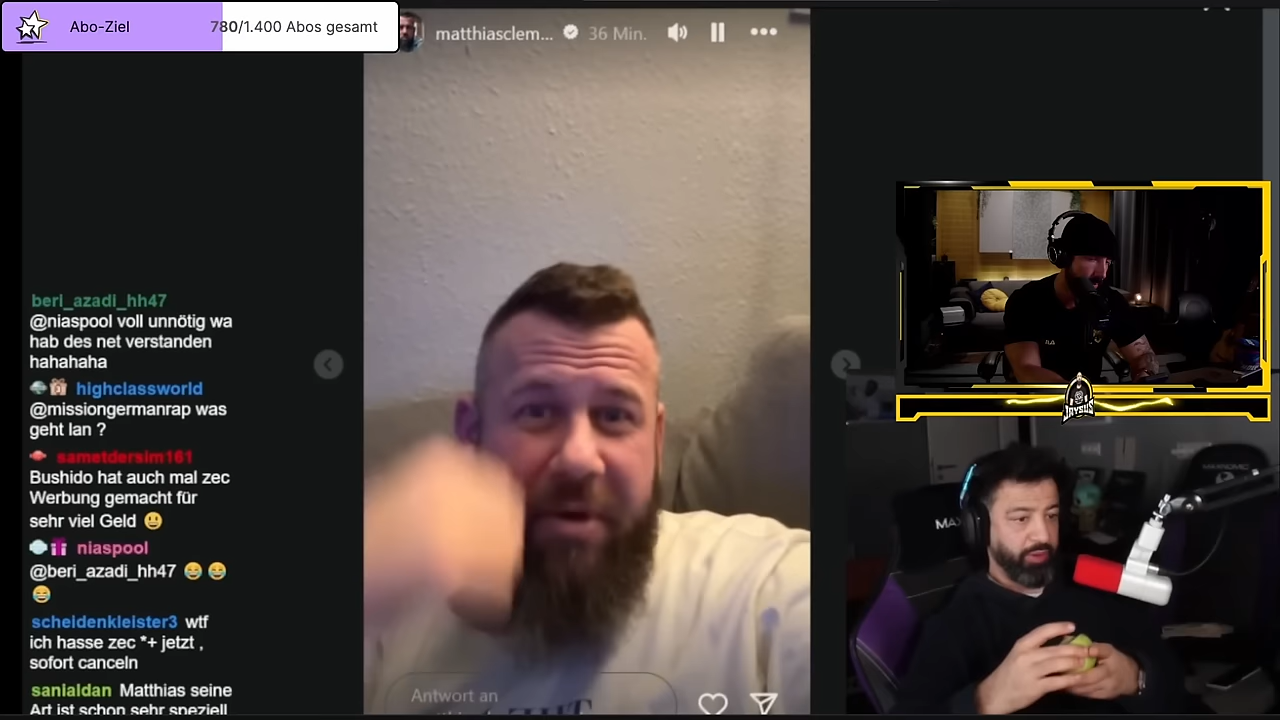 Abo-Ziel
780/1.400 Abos gesamt
matthiasclem... 36 Min.
beri_azadi_hh47
@niaspool voll unnötig wa
hab des net verstanden
hahahaha
highclassworld
@missiongermanrap was
geht lan ?
sametdersim161
Bushido hat auch mal zec
Werbung gemacht für
sehr viel Geld 😃
niaspool
@beri_azadi_hh47 😂 😂
😂
scheidenkleister3 wtf
ich hasse zec *+ jetzt ,
sofort canceln
sanialdan Matthias seine
Art ist schon sehr speziell
Antwort an
JAYSUS